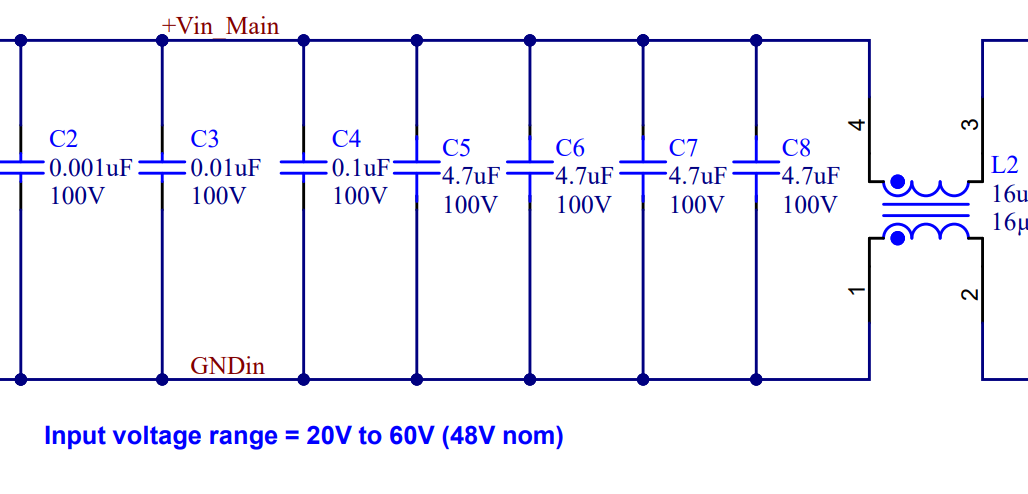 +Vin_Main
C2
0.001uF
100V
C3
0.01uF
100V
C4
0.1uF
100V
C5
4.7uF
100V
C6
4.7uF
100V
C7
4.7uF
100V
C8
4.7uF
100V
4
3
L2
16u
16µ
1
2
GNDin
Input voltage range = 20V to 60V (48V nom)